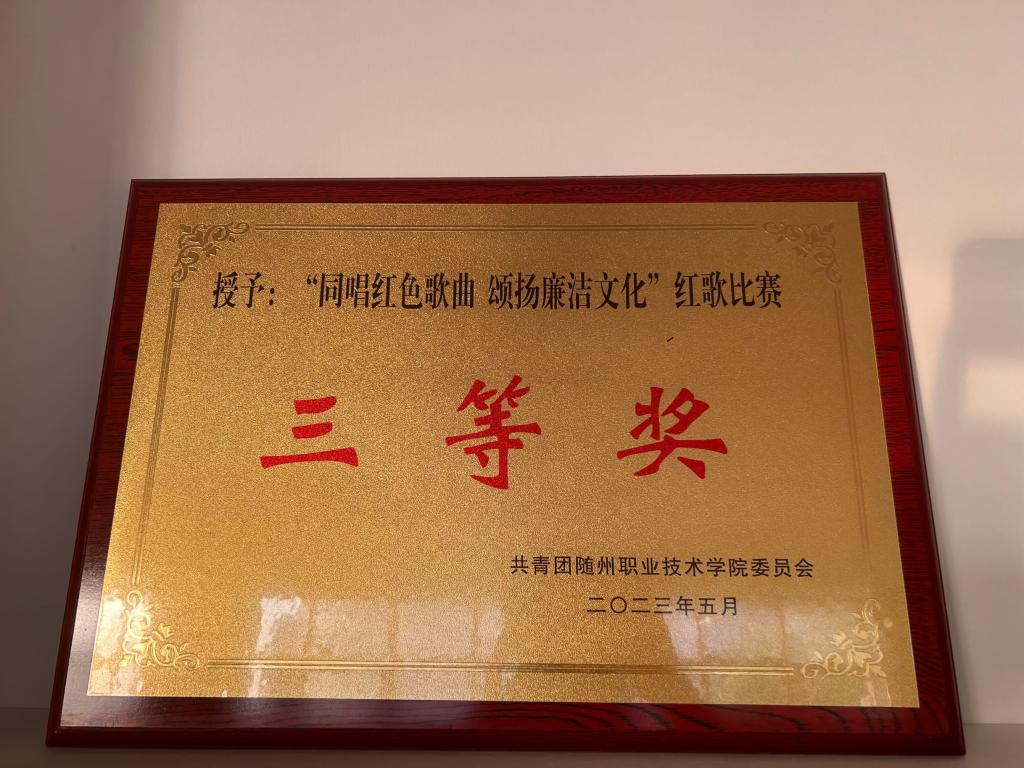 授予：“同唱红色歌曲 颂扬廉洁文化”红歌比赛
三等奖
共青团随州职业技术学院委员会
二〇二三年五月